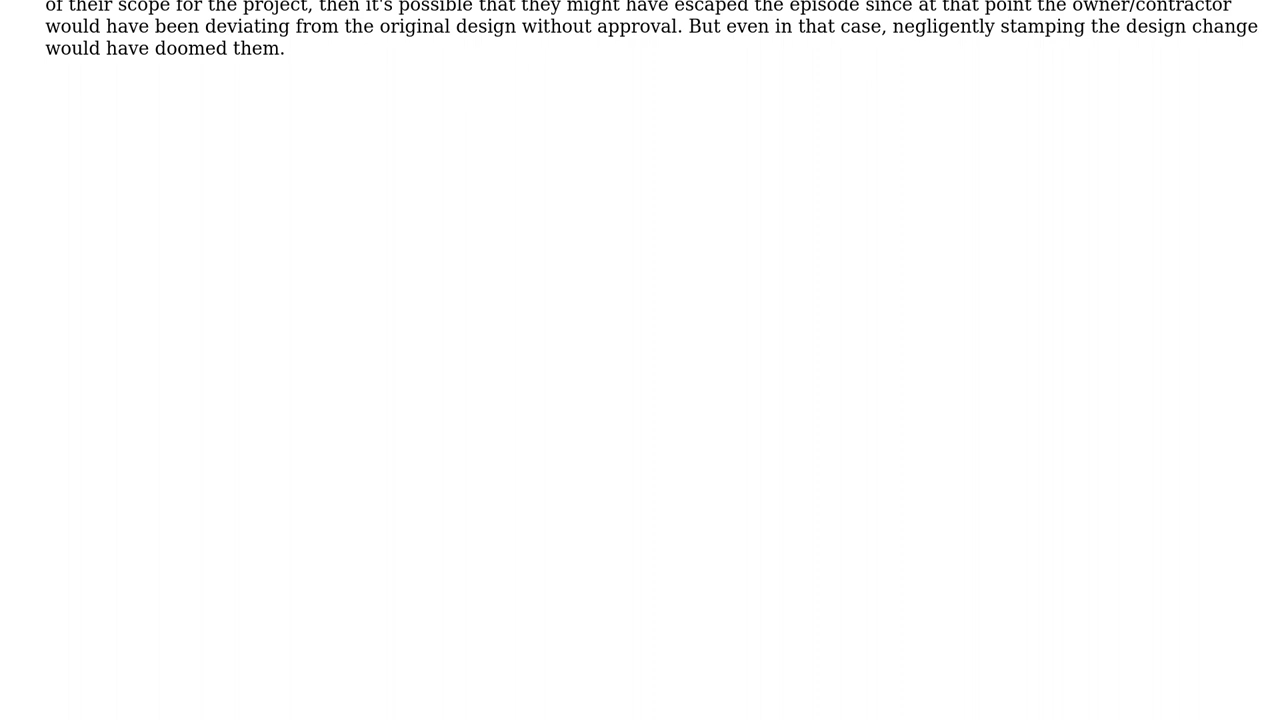 of their scope for the project, then it's possible that they might have escaped the episode since at that point the owner/contractor
would have been deviating from the original design without approval. But even in that case, negligently stamping the design change
would have doomed them.